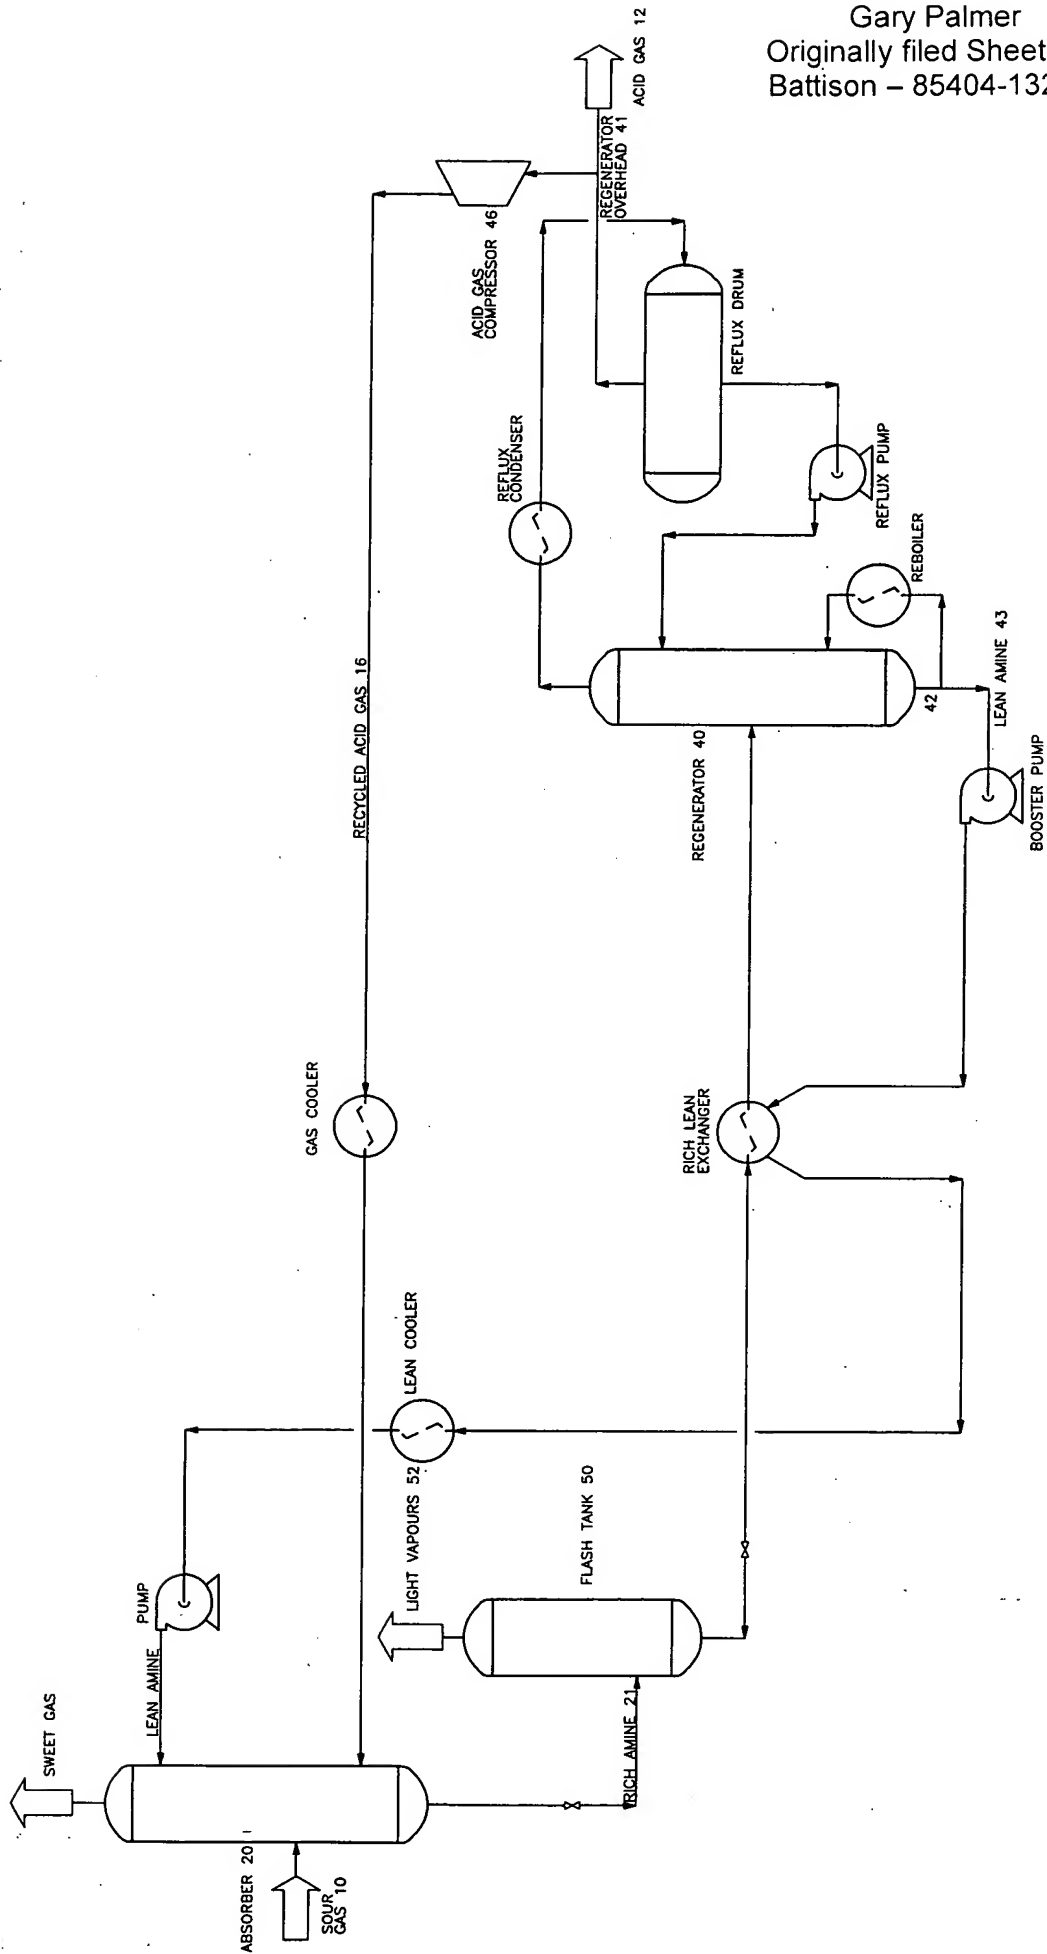 Gary Palmer
Originally filed Sheet
Battison – 85404-132
SWEET GAS
LEAN AMINE
PUMP
ABSORBER 20
SOUR
GAS 10
RICH AMINE 21
LIGHT VAPOURS 52
FLASH TANK 50
LEAN COOLER
GAS COOLER
RICH LEAN
EXCHANGER
RECYCLED ACID GAS 16
REGENERATOR 40
BOOSTER PUMP
LEAN AMINE 43
42
REBOILER
REFLUX PUMP
REFLUX
CONDENSER
REFLUX DRUM
ACID GAS
COMPRESSOR 46
REGENERATOR
OVERHEAD 41
ACID GAS 12